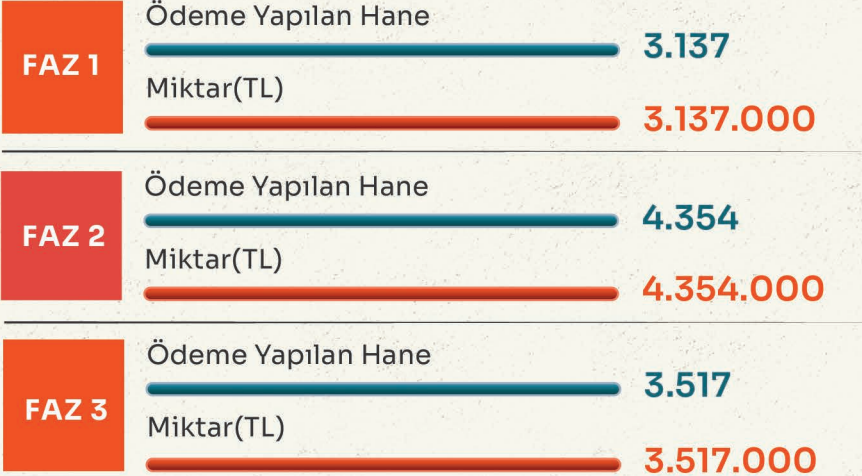 FAZ 1
Ödeme Yapılan Hane
3.137
Miktar(TL)
3.137.000
FAZ 2
Ödeme Yapılan Hane
4.354
Miktar(TL)
4.354.000
FAZ 3
Ödeme Yapılan Hane
3.517
Miktar(TL)
3.517.000